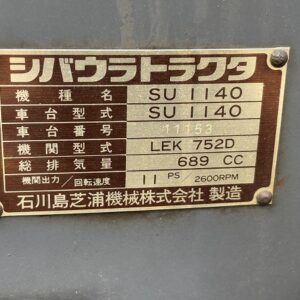 シバウラトラクタ
機種名 SU 1140
車台型式 SU 1140
車台番号 11153
機関型式 LEK 752D
総排気量 689 CC
機関出力/回転速度 11 PS/2600RPM
石川島芝浦機械株式会社 製造